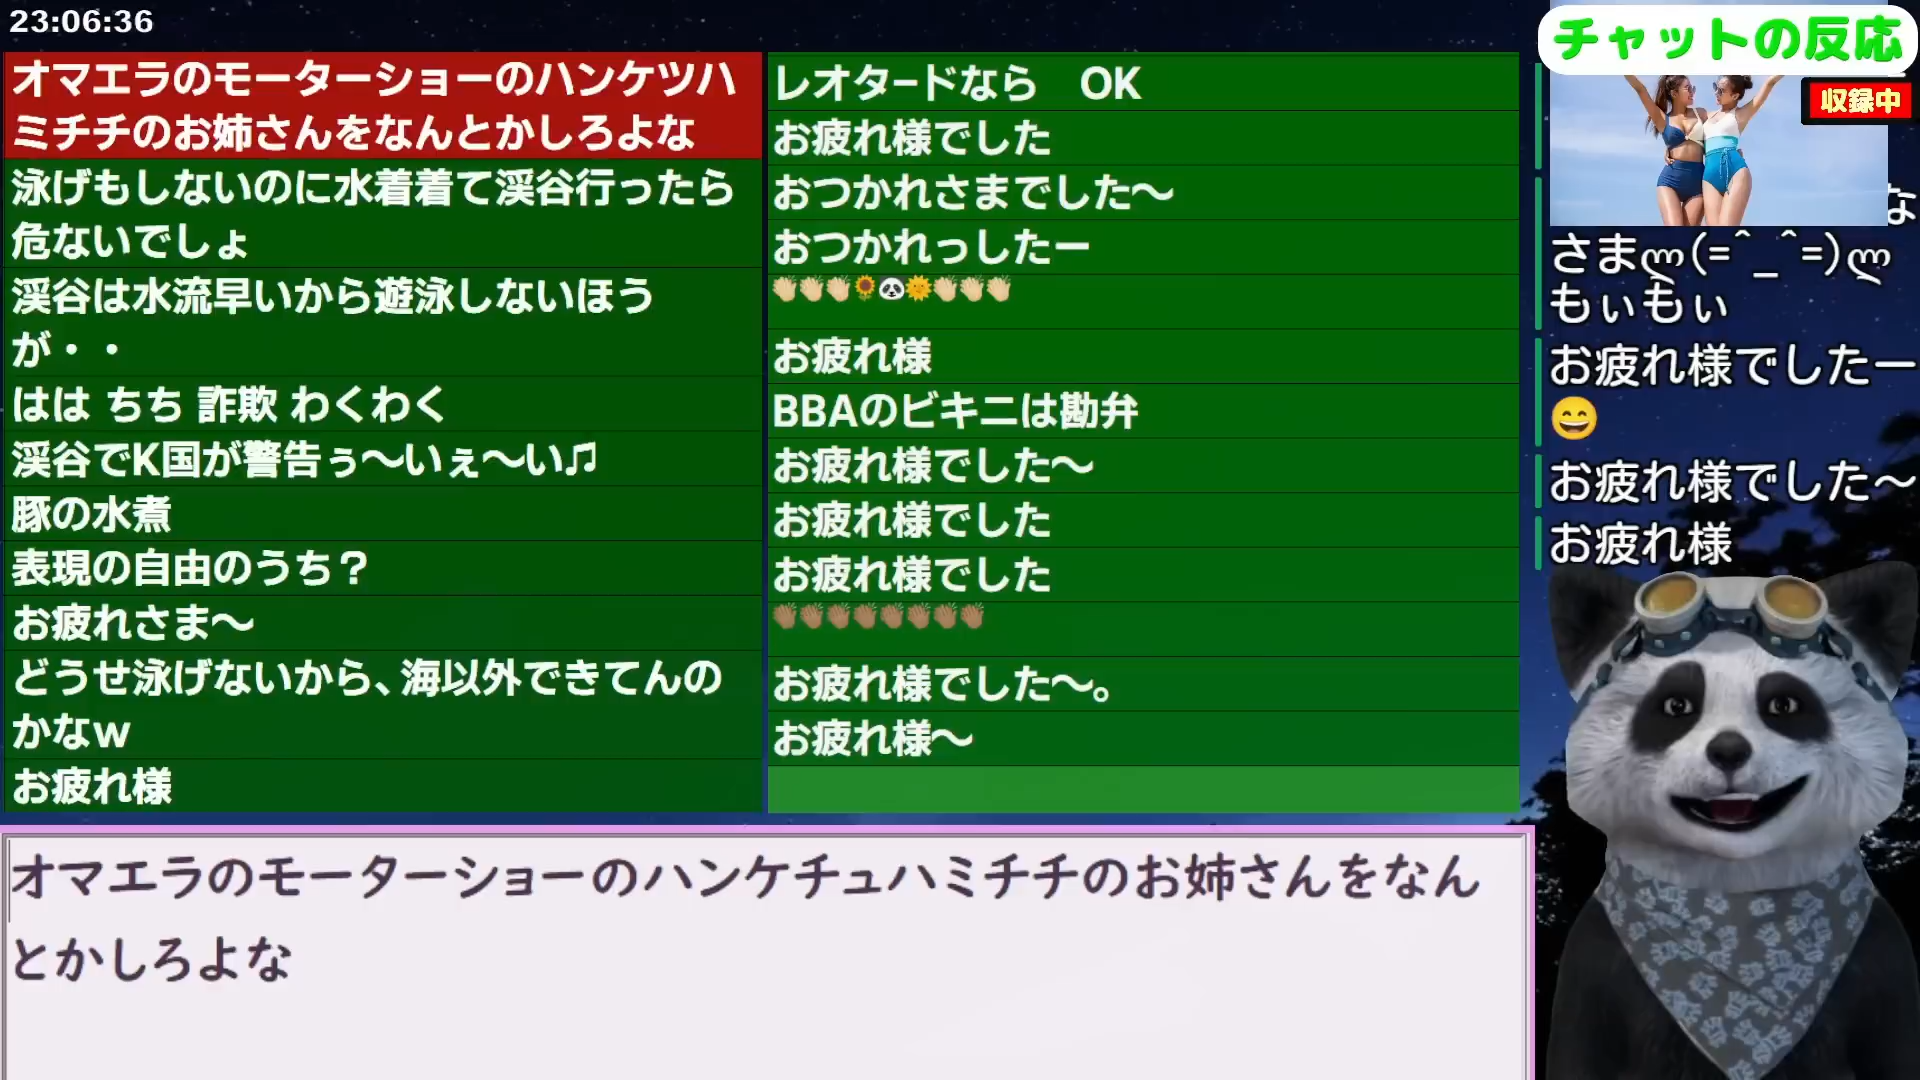 23:06:36
オマエラのモーターショーのハンケツハ
ミチチのお姉さんをなんとかしろよな
泳げもしないのに水着着て渓谷行ったら
危ないでしょ
渓谷は水流早いから遊泳しないほう
が・・
はは ちち 詐欺 わくわく
渓谷でK国が警告ぅ〜いぇ〜い♫
豚の水煮
表現の自由のうち？
お疲れさま〜
どうせ泳げないから、海以外できてんの
かなw
お疲れ様
レオタードなら　OK
お疲れ様でした
おつかれさまでした〜
おつかれっしたー
👏🏻👏🏻👏🏻🌻🐼🌞👏🏻👏🏻👏🏻
お疲れ様
BBAのビキニは勘弁
お疲れ様でした〜
お疲れ様でした
お疲れ様でした
👏🏽👏🏽👏🏽👏🏽👏🏽👏🏽👏🏽👏🏽
お疲れ様でした〜。
お疲れ様〜
チャットの反応
収録中
な
さまლ(=ˆ_ˆ=)ლ
もぃもぃ
お疲れ様でしたー
😄
お疲れ様でした〜
お疲れ様
オマエラのモーターショーのハンケチュハミチチのお姉さんをなん
とかしろよな